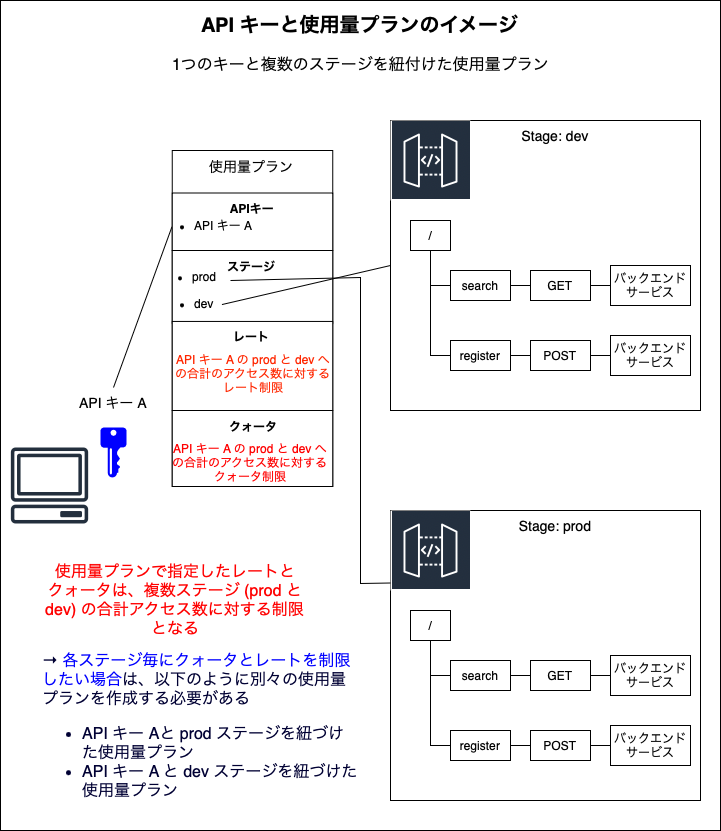 API キーと使用量プランのイメージ
1つのキーと複数のステージを紐付けた使用量プラン
使用量プラン
APIキー
• API キー A
ステージ
• prod
• dev
レート
API キー A の prod と dev へ
の合計のアクセス数に対する
レート制限
クォータ
API キー A の prod と dev へ
の合計のアクセス数に対する
クォータ制限
API キー A
Stage: dev
/
search
GET
バックエンド
サービス
register
POST
バックエンド
サービス
Stage: prod
/
search
GET
バックエンド
サービス
register
POST
バックエンド
サービス
使用量プランで指定したレートと
クォータは、複数ステージ (prod と
dev) の合計アクセス数に対する制限
となる
→ 各ステージ毎にクォータとレートを制限
したい場合は、以下のように別々の使用量
プランを作成する必要がある
• API キー Aと prod ステージを紐づけ
た使用量プラン
• API キー A と dev ステージを紐づけた
使用量プラン